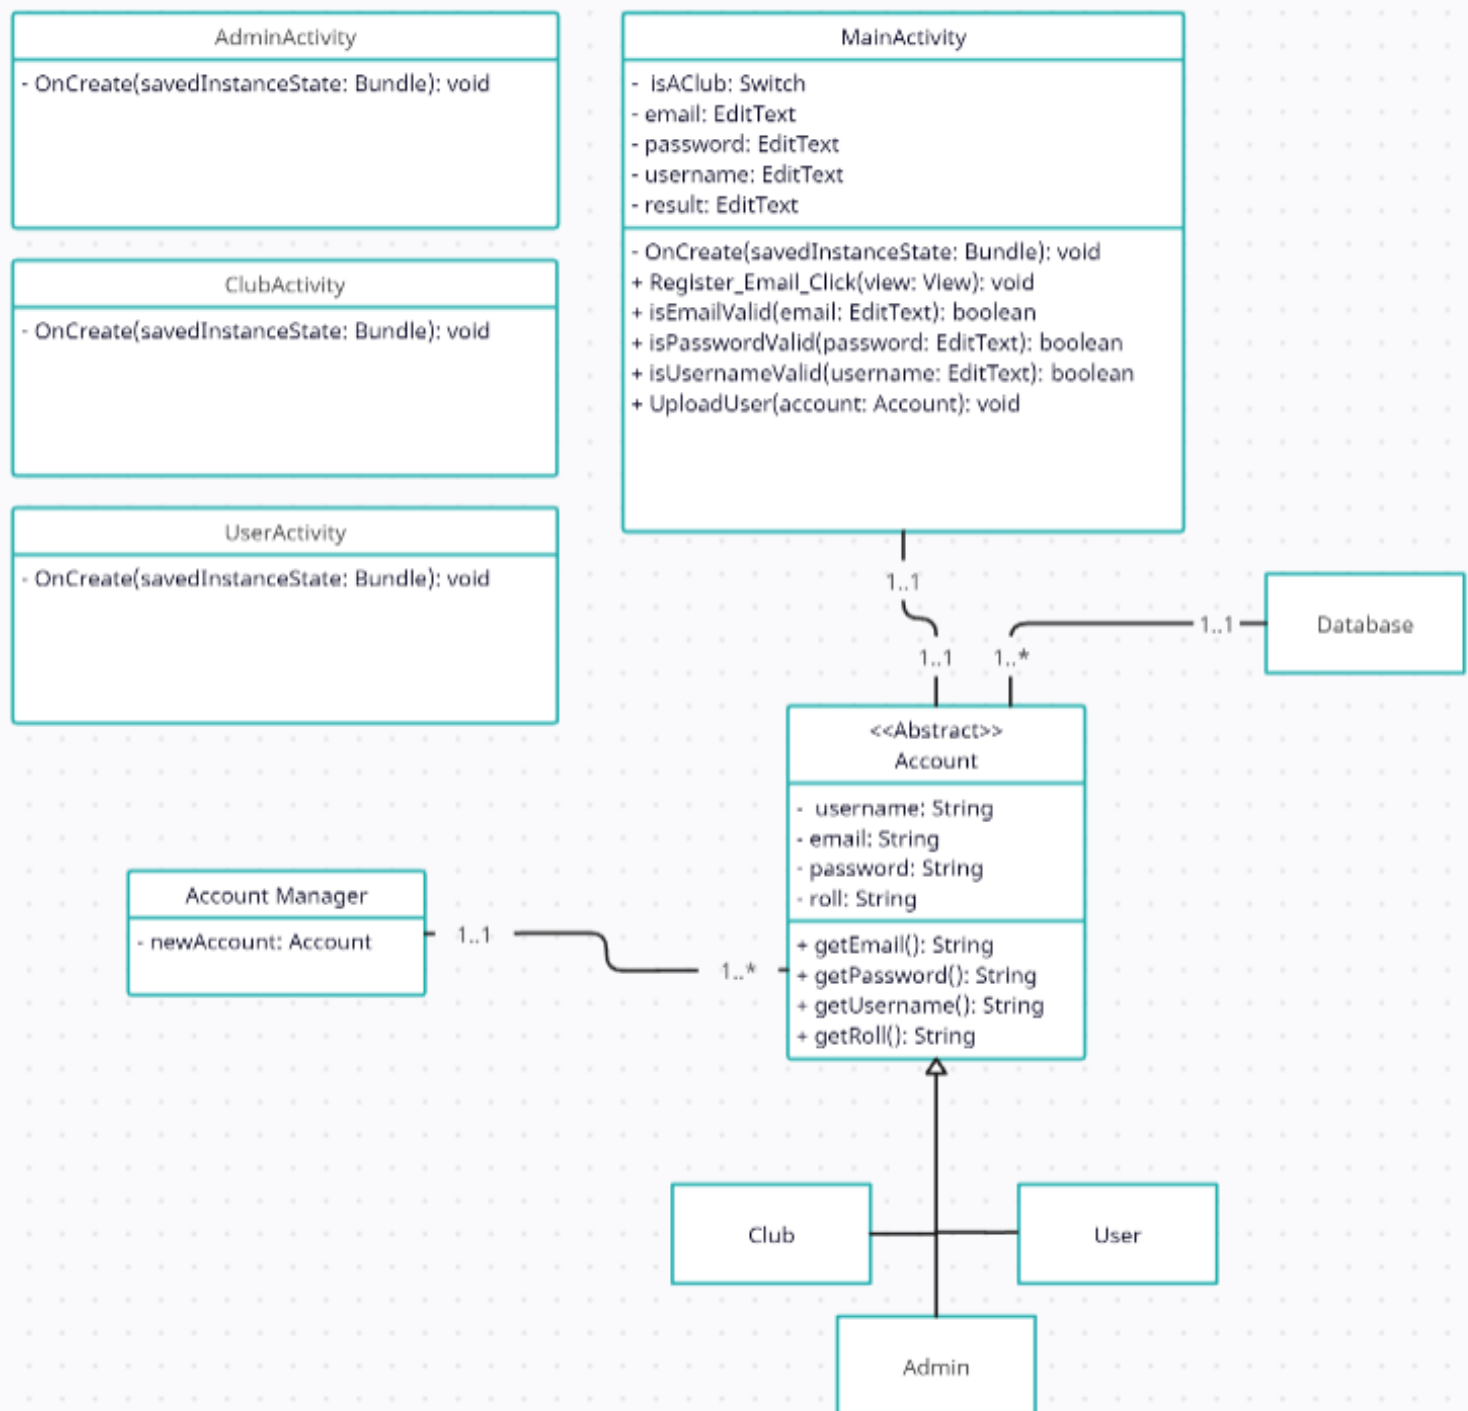 AdminActivity
- OnCreate(savedInstanceState: Bundle): void
ClubActivity
- OnCreate(savedInstanceState: Bundle): void
UserActivity
- OnCreate(savedInstanceState: Bundle): void
MainActivity
- isAClub: Switch
- email: EditText
- password: EditText
- username: EditText
- result: EditText
- OnCreate(savedInstanceState: Bundle): void
+ Register_Email_Click(view: View): void
+ isEmailValid(email: EditText): boolean
+ isPasswordValid(password: EditText): boolean
+ isUsernameValid(username: EditText): boolean
+ UploadUser(account: Account): void
1..1
1..1
1..*
1..1
Database
<<Abstract>>
Account
- username: String
- email: String
- password: String
- roll: String
+ getEmail(): String
+ getPassword(): String
+ getUsername(): String
+ getRoll(): String
Account Manager
- newAccount: Account
1..1
1..*
Club
User
Admin